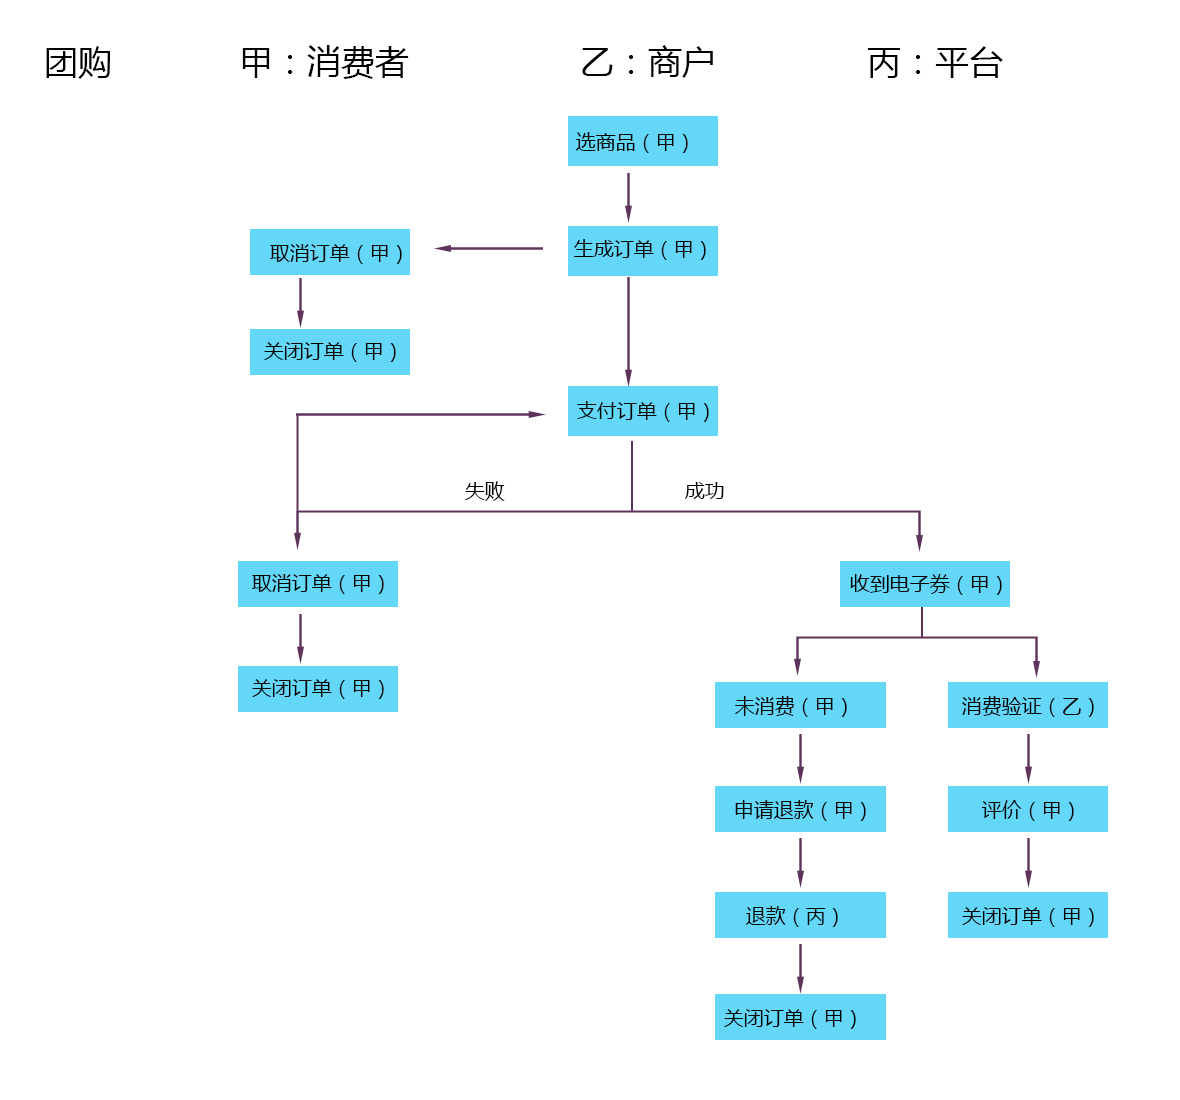 团购 甲：消费者 乙：商户 丙：平台
选商品（甲）
取消订单（甲） 生成订单（甲）
关闭订单（甲）
支付订单（甲）
失败 成功
取消订单（甲） 收到电子券（甲）
关闭订单（甲）
未消费（甲） 消费验证（乙）
申请退款（甲） 评价（甲）
退款（丙） 关闭订单（甲）
关闭订单（甲）